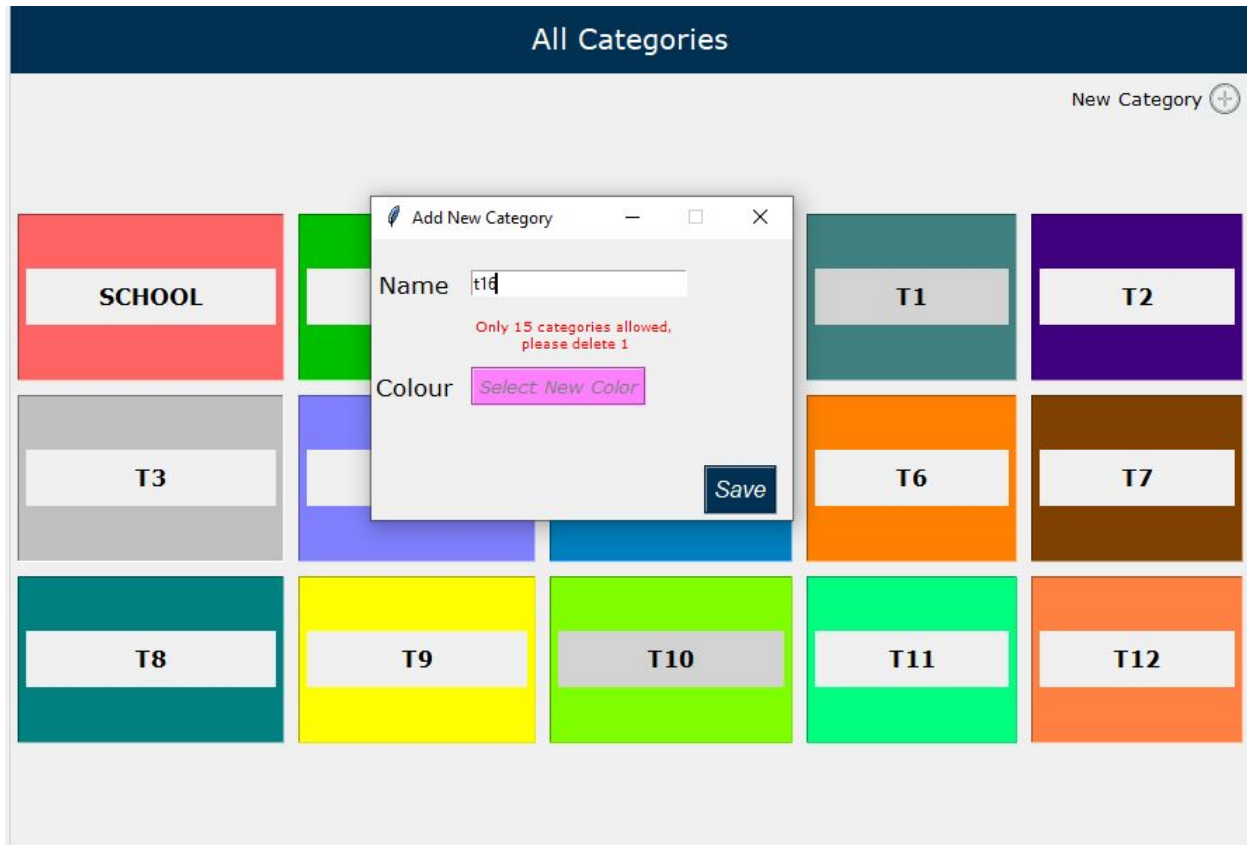 All Categories
New Category
Add New Category
Name t16
Only 15 categories allowed,
please delete 1
Colour Select New Color
Save
SCHOOL T1 T2
T3 T6 T7
T8 T9 T10 T11 T12